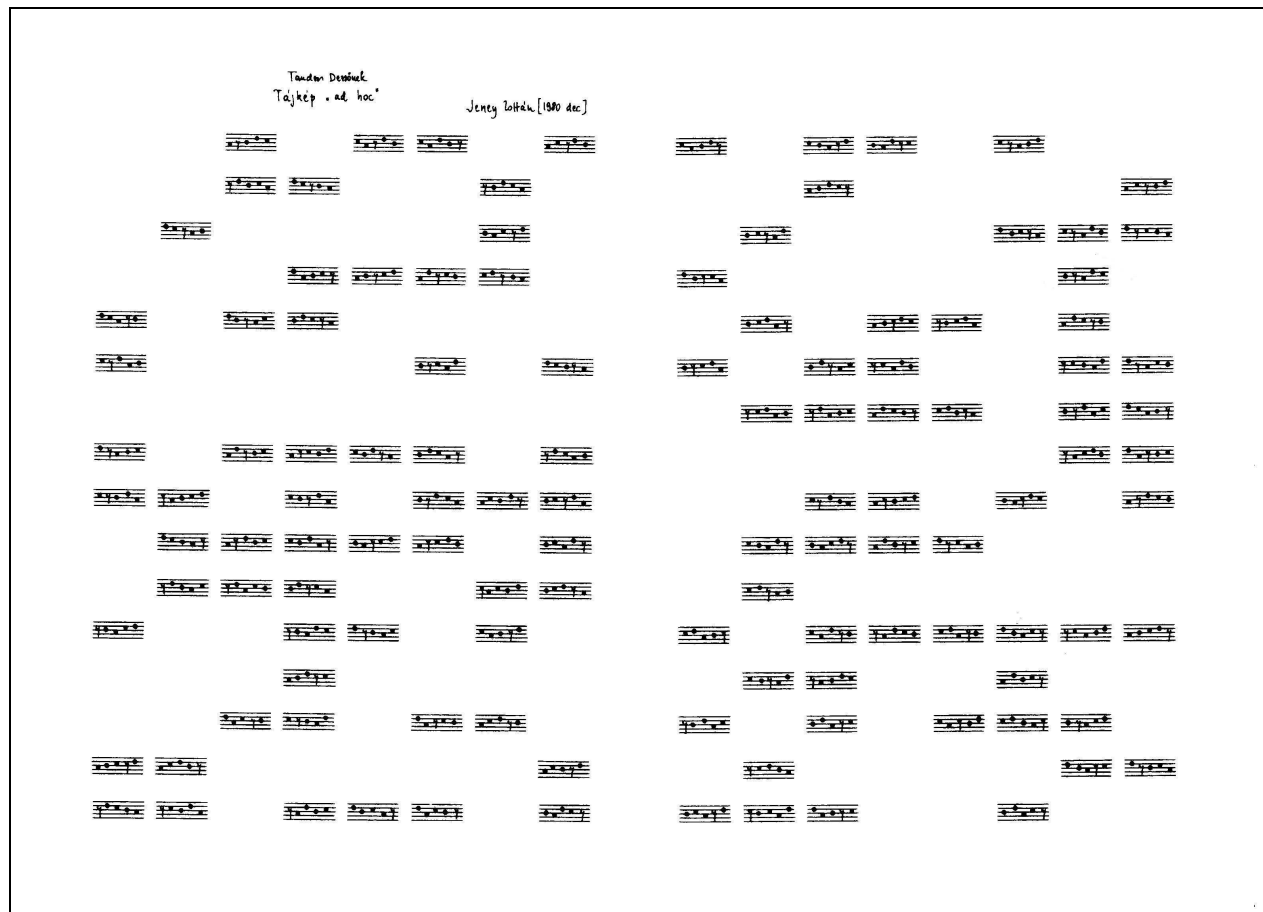 Tandori Dezsőnek
Tájkép „ad hoc”
Jeney Zoltán [1980 dec]